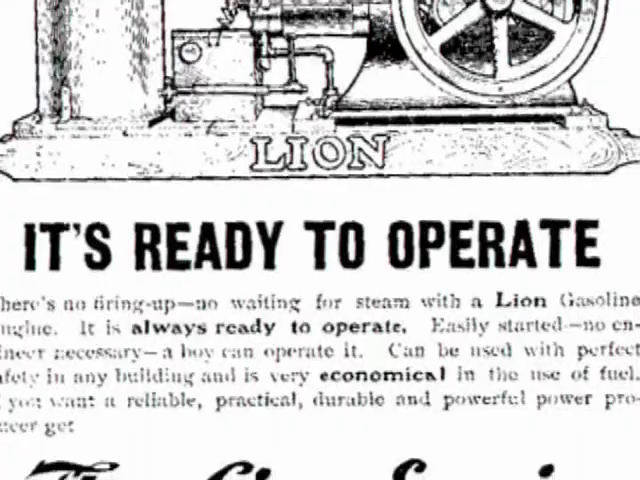 LION
IT'S READY TO OPERATE
here's no firing-up—no waiting for steam with a Lion Gasoline
ngine. It is always ready to operate. Easily started—no en-
ineer necessary—a boy can operate it. Can be used with perfect
afety in any building and is very economical in the use of fuel.
you want a reliable, practical, durable and powerful power pro-
ucer get